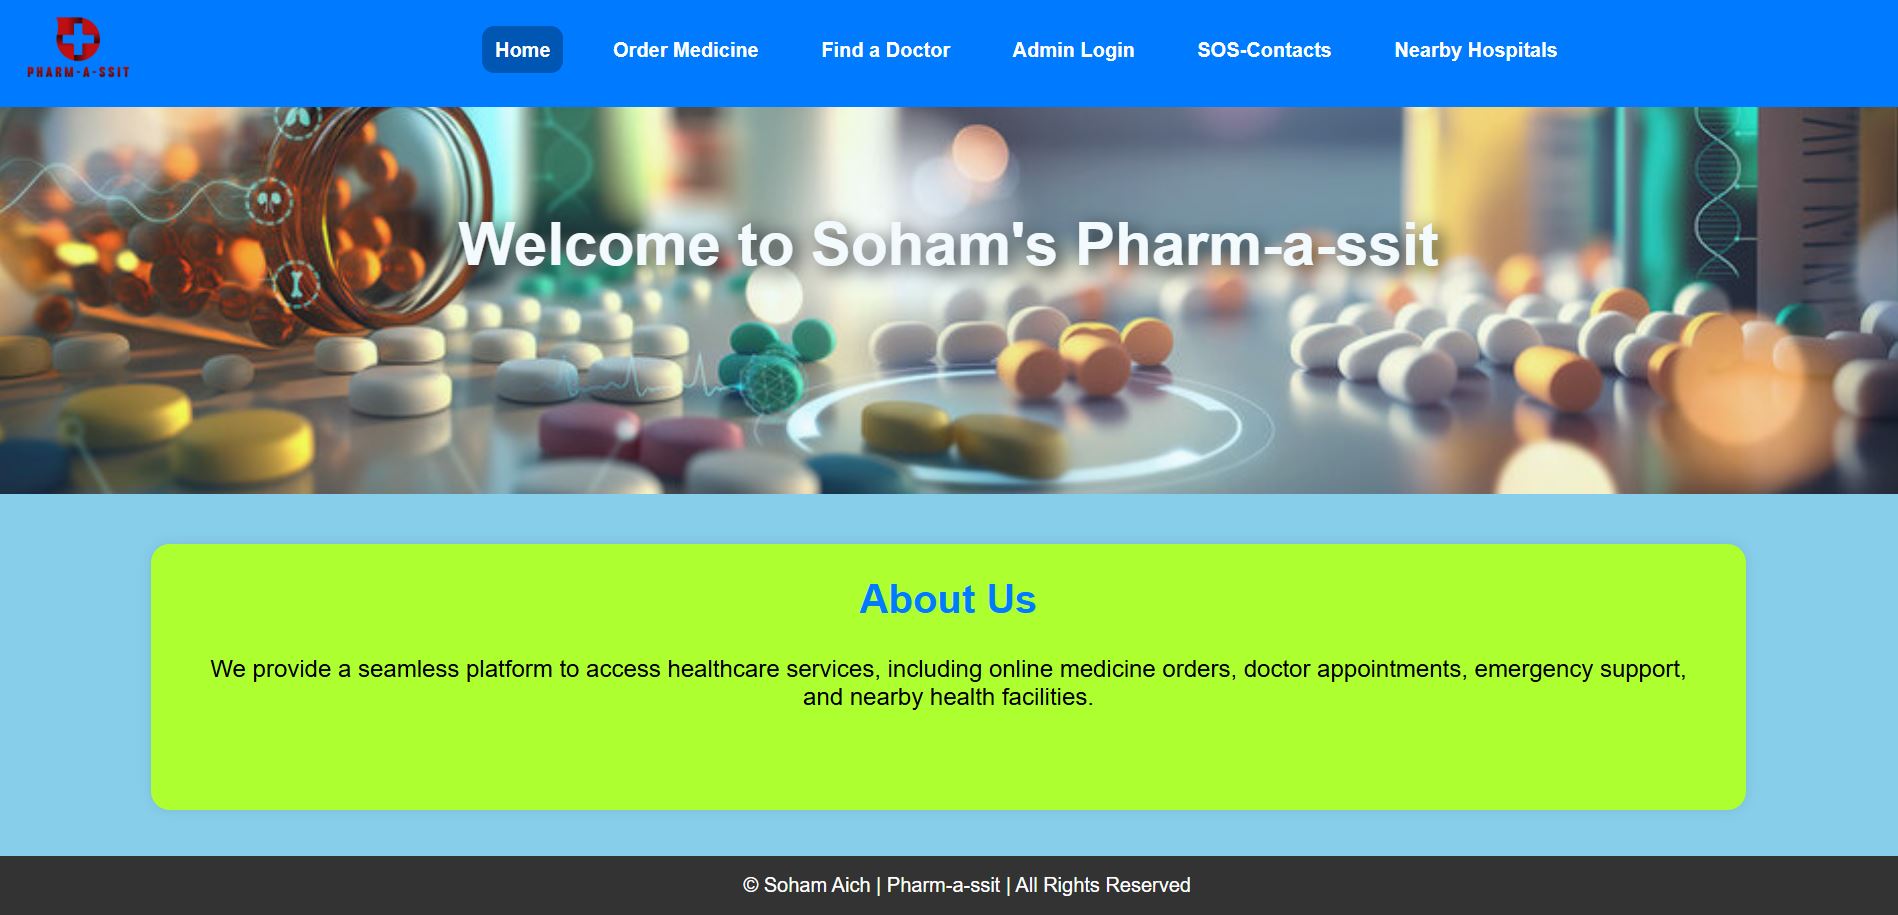 PHARM-A-SSIT
Home Order Medicine Find a Doctor Admin Login SOS-Contacts Nearby Hospitals
Welcome to Soham's Pharm-a-ssit
About Us
We provide a seamless platform to access healthcare services, including online medicine orders, doctor appointments, emergency support,
and nearby health facilities.
© Soham Aich | Pharm-a-ssit | All Rights Reserved